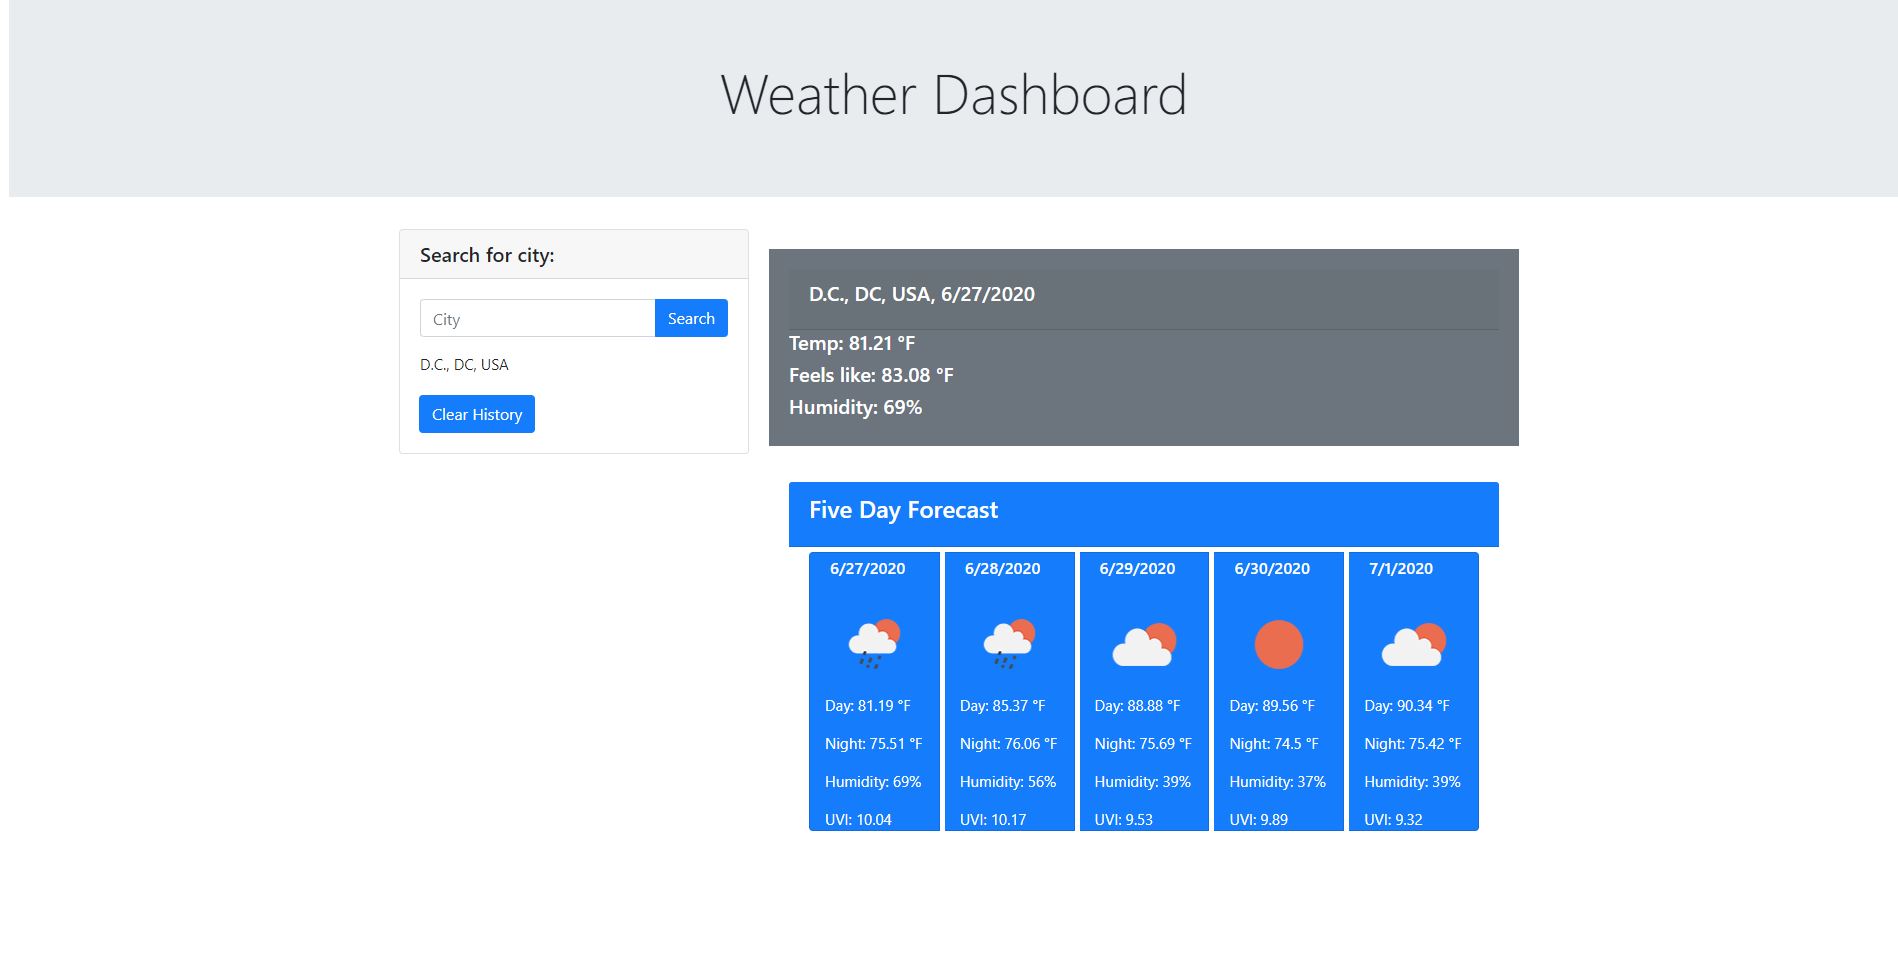 Weather Dashboard
Search for city:
City
Search
D.C., DC, USA
Clear History
D.C., DC, USA, 6/27/2020
Temp: 81.21 °F
Feels like: 83.08 °F
Humidity: 69%
Five Day Forecast
6/27/2020
Day: 81.19 °F
Night: 75.51 °F
Humidity: 69%
UVI: 10.04
6/28/2020
Day: 85.37 °F
Night: 76.06 °F
Humidity: 56%
UVI: 10.17
6/29/2020
Day: 88.88 °F
Night: 75.69 °F
Humidity: 39%
UVI: 9.53
6/30/2020
Day: 89.56 °F
Night: 74.5 °F
Humidity: 37%
UVI: 9.89
7/1/2020
Day: 90.34 °F
Night: 75.42 °F
Humidity: 39%
UVI: 9.32